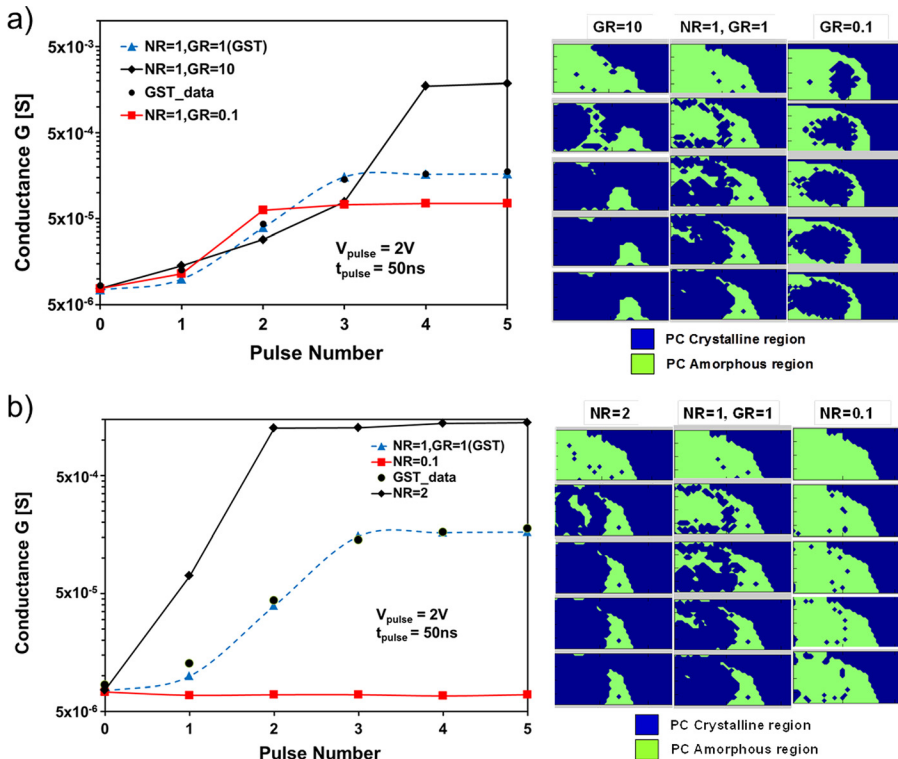 a)
5x10-3
5x10-4
5x10-5
5x10-6
Conductance G [S]
NR=1,GR=1(GST)
NR=1,GR=10
GST_data
NR=1,GR=0.1
Vpulse = 2V
tpulse = 50ns
0 1 2 3 4 5
Pulse Number
GR=10 NR=1, GR=1 GR=0.1
PC Crystalline region
PC Amorphous region
b)
5x10-4
5x10-5
5x10-6
Conductance G [S]
NR=1,GR=1(GST)
NR=0.1
GST_data
NR=2
Vpulse = 2V
tpulse = 50ns
0 1 2 3 4 5
Pulse Number
NR=2 NR=1, GR=1 NR=0.1
PC Crystalline region
PC Amorphous region